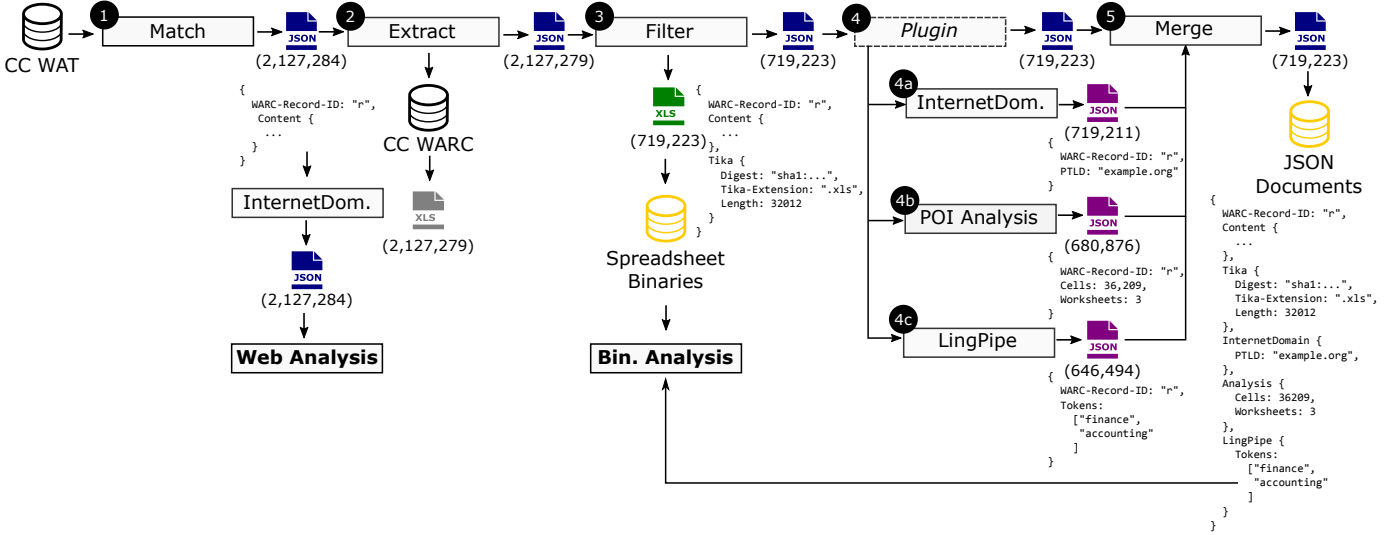 1
Match
CC WAT
JSON
(2,127,284)
2
Extract
JSON
(2,127,279)
3
Filter
JSON
(719,223)
4
Plugin
JSON
(719,223)
5
Merge
JSON
(719,223)
{
WARC-Record-ID: "r",
Content {
...
}
}
InternetDom.
JSON
(2,127,284)
Web Analysis
CC WARC
XLS
(2,127,279)
XLS
(719,223)
Spreadsheet
Binaries
Bin. Analysis
{
WARC-Record-ID: "r",
Content {
...
},
Tika {
Digest: "sha1:...",
Tika-Extension: ".xls",
Length: 32012
}
}
4a
InternetDom.
JSON
(719,211)
{
WARC-Record-ID: "r",
PTLD: "example.org"
}
4b
POI Analysis
JSON
(680,876)
{
WARC-Record-ID: "r",
Cells: 36,209,
Worksheets: 3
}
4c
LingPipe
JSON
(646,494)
{
WARC-Record-ID: "r",
Tokens:
["finance",
"accounting"
]
}
JSON
Documents
{
WARC-Record-ID: "r",
Content {
...
},
Tika {
Digest: "sha1:...",
Tika-Extension: ".xls",
Length: 32012
},
InternetDomain {
PTLD: "example.org",
},
Analysis {
Cells: 36209,
Worksheets: 3
},
LingPipe {
Tokens:
["finance",
"accounting"
]
}
}